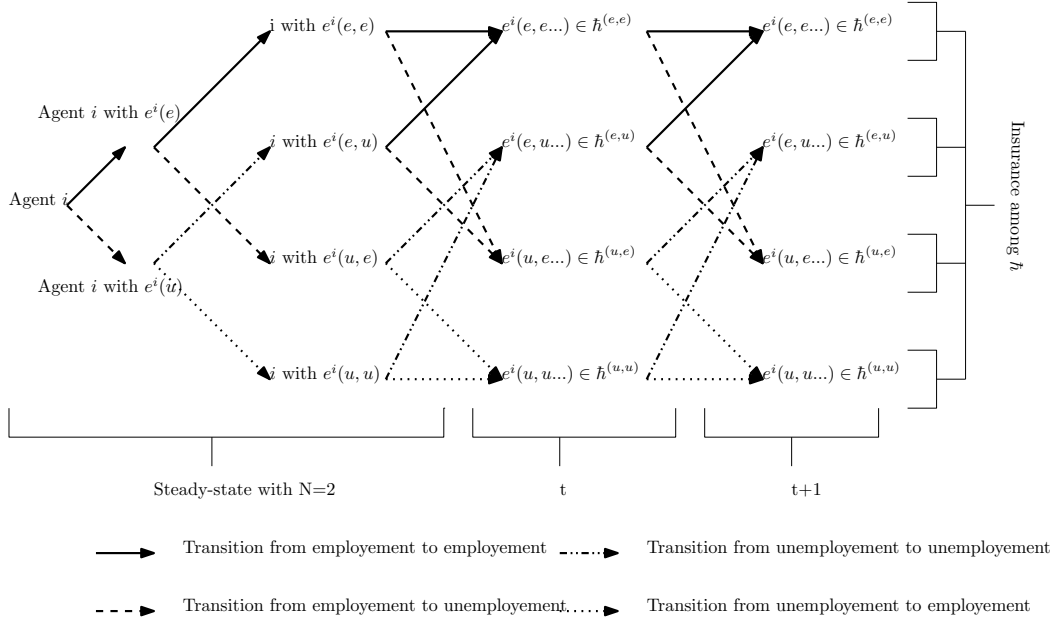 i with e^i(e, e)
e^i(e, e...) ∈ ħ^(e,e)
e^i(e, e...) ∈ ħ^(e,e)
Agent i with e^i(e)
i with e^i(e, u)
e^i(e, u...) ∈ ħ^(e,u)
e^i(e, u...) ∈ ħ^(e,u)
Agent i
Insurance among ħ
i with e^i(u, e)
e^i(u, e...) ∈ ħ^(u,e)
e^i(u, e...) ∈ ħ^(u,e)
Agent i with e^i(u)
i with e^i(u, u)
e^i(u, u...) ∈ ħ^(u,u)
e^i(u, u...) ∈ ħ^(u,u)
Steady-state with N=2
t
t+1
Transition from employement to employement
Transition from unemployement to unemployement
Transition from employement to unemployement
Transition from unemployement to employement